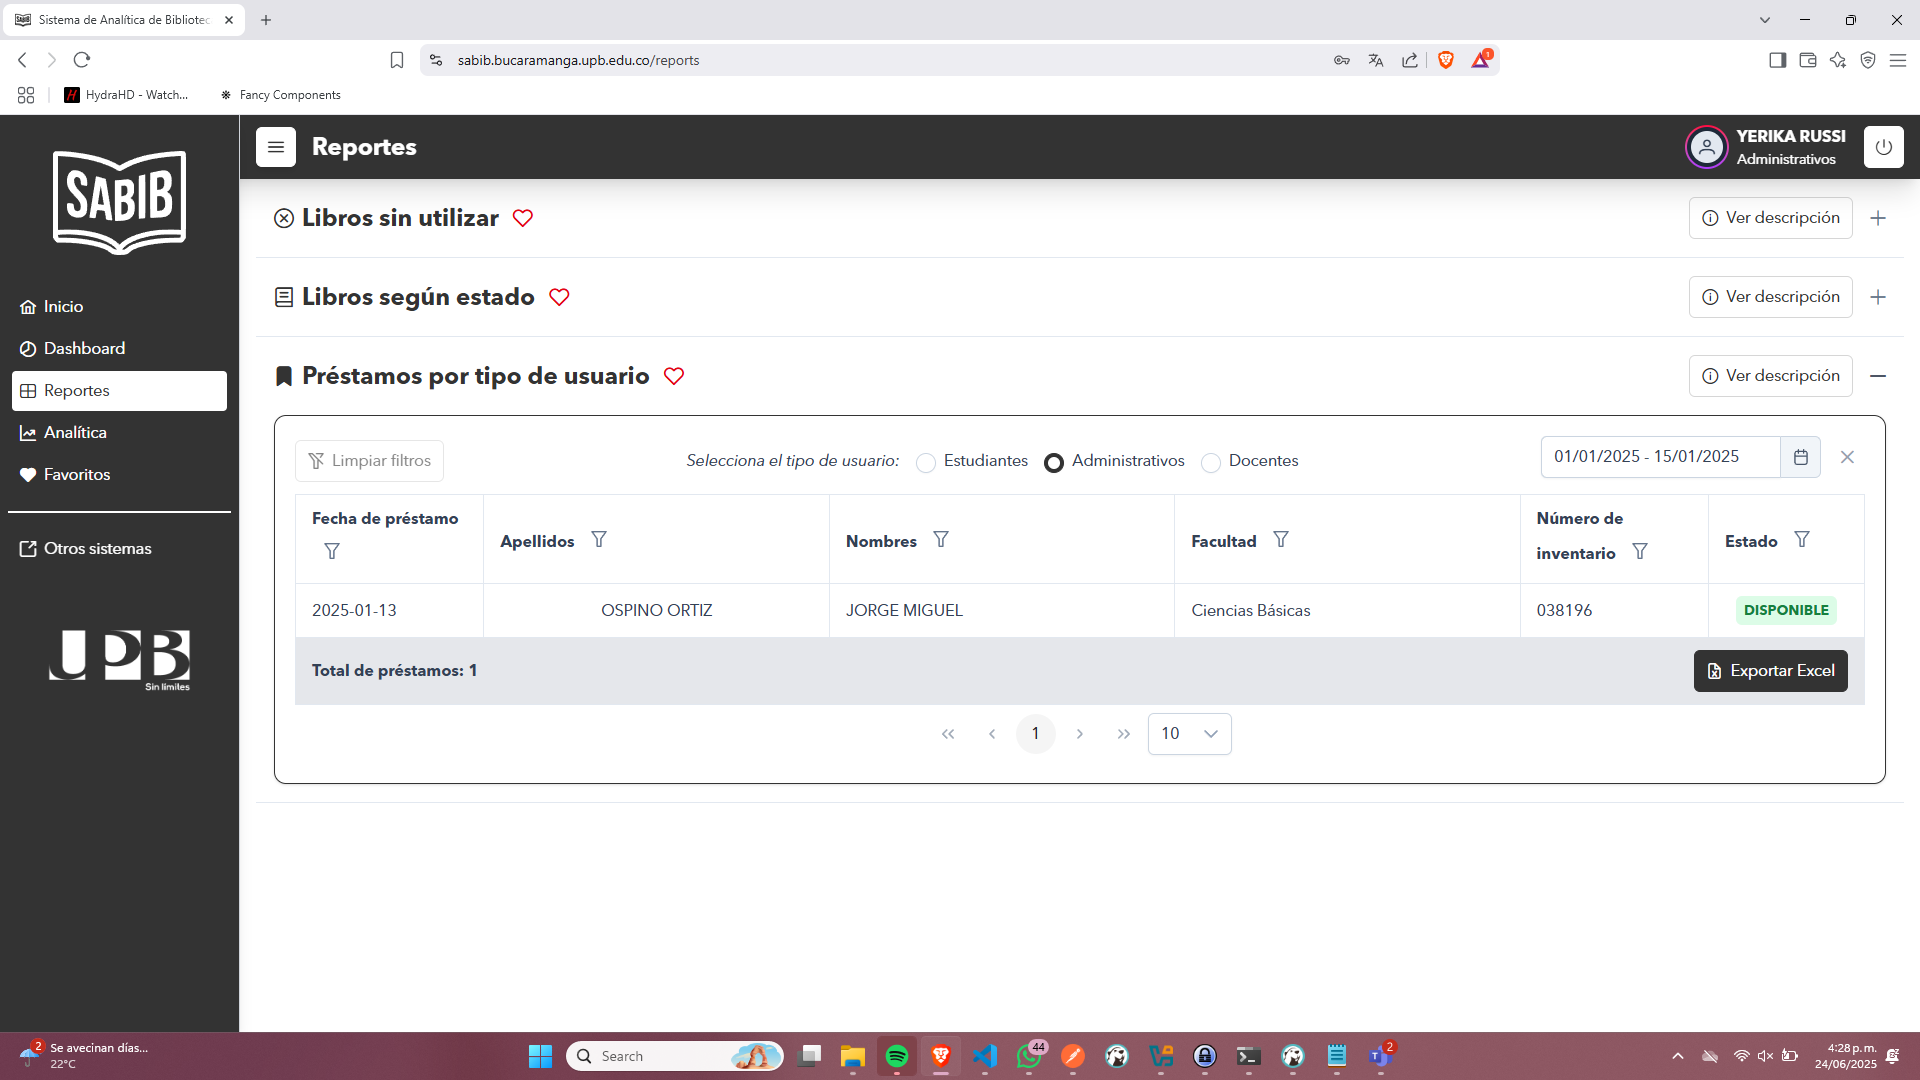 Sistema de Analítica de Bibliotec
sabib.bucaramanga.upb.edu.co/reports
1
HydraHD - Watch...
Fancy Components
SABIB
Reportes
YERIKA RUSSI
Administrativos
Inicio
Dashboard
Reportes
Analítica
Favoritos
Otros sistemas
UPB
Sin límites
Libros sin utilizar
Ver descripción
Libros según estado
Ver descripción
Préstamos por tipo de usuario
Ver descripción
Limpiar filtros
Selecciona el tipo de usuario: Estudiantes Administrativos Docentes
01/01/2025 - 15/01/2025
Fecha de préstamo Apellidos Nombres Facultad Número de inventario Estado
2025-01-13 OSPINO ORTIZ JORGE MIGUEL Ciencias Básicas 038196 DISPONIBLE
Total de préstamos: 1
Exportar Excel
1
10
2
Se avecinan días...
22°C
Search
44
2
4:28 p.m.
24/06/2025